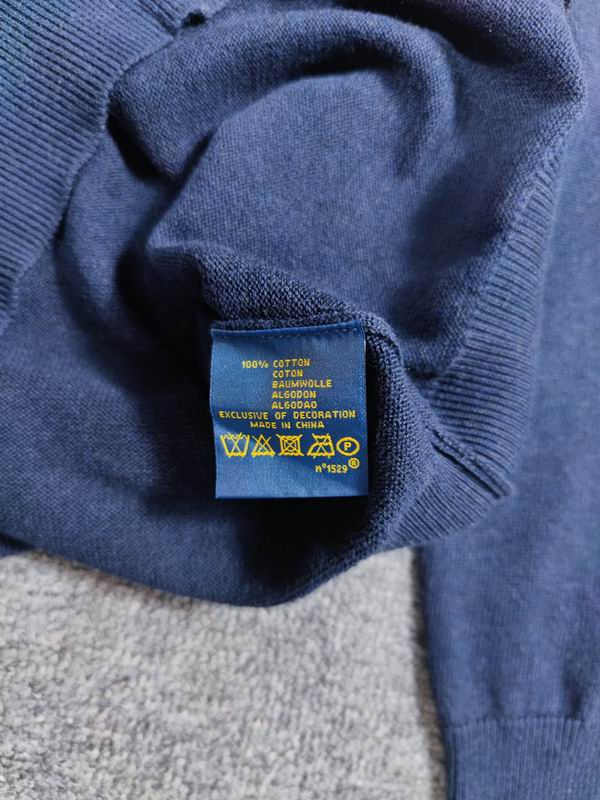 100% COTTON
COTON
BAUMWOLLE
ALGODON
ALGODAO
EXCLUSIVE OF DECORATION
MADE IN CHINA
P
n°1529®